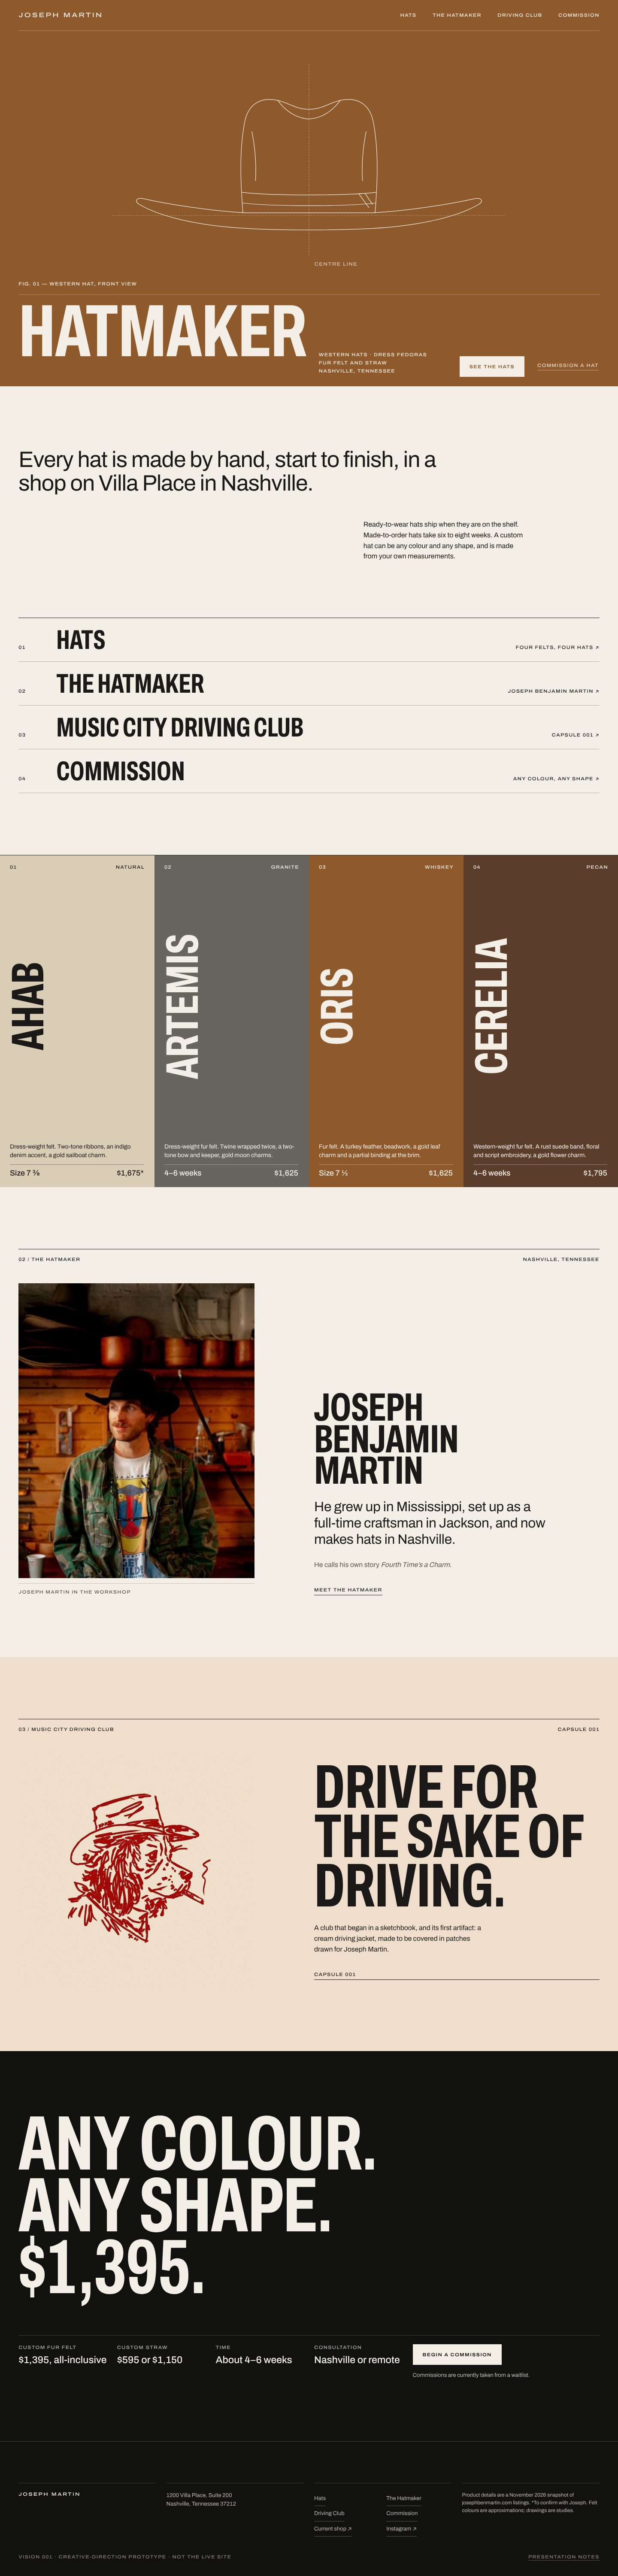 JOSEPH MARTIN
HATS THE HATMAKER DRIVING CLUB COMMISSION
CENTRE LINE
FIG. 01 — WESTERN HAT, FRONT VIEW
HATMAKER
WESTERN HATS · DRESS FEDORAS
FUR FELT AND STRAW
NASHVILLE, TENNESSEE
SEE THE HATS
COMMISSION A HAT
Every hat is made by hand, start to finish, in a
shop on Villa Place in Nashville.
Ready-to-wear hats ship when they are on the shelf.
Made-to-order hats take six to eight weeks. A custom
hat can be any colour and any shape, and is made
from your own measurements.
01 HATS FOUR FELTS, FOUR HATS ↗
02 THE HATMAKER JOSEPH BENJAMIN MARTIN ↗
03 MUSIC CITY DRIVING CLUB CAPSULE 001 ↗
04 COMMISSION ANY COLOUR, ANY SHAPE ↗
01 NATURAL
AHAB
Dress-weight felt. Two-tone ribbons, an indigo
denim accent, a gold sailboat charm.
Size 7 ⅜ $1,675*
02 GRANITE
ARTEMIS
Dress-weight fur felt. Twine wrapped twice, a two-
tone bow and keeper, gold moon charms.
4–6 weeks $1,625
03 WHISKEY
ORIS
Fur felt. A turkey feather, beadwork, a gold leaf
charm and a partial binding at the brim.
Size 7 ½ $1,625
04 PECAN
CERELIA
Western-weight fur felt. A rust suede band, floral
and script embroidery, a gold flower charm.
4–6 weeks $1,795
02 / THE HATMAKER NASHVILLE, TENNESSEE
JOSEPH MARTIN IN THE WORKSHOP
JOSEPH
BENJAMIN
MARTIN
He grew up in Mississippi, set up as a
full-time craftsman in Jackson, and now
makes hats in Nashville.
He calls his own story Fourth Time's a Charm.
MEET THE HATMAKER
03 / MUSIC CITY DRIVING CLUB CAPSULE 001
DRIVE FOR
THE SAKE OF
DRIVING.
A club that began in a sketchbook, and its first artifact: a
cream driving jacket, made to be covered in patches
drawn for Joseph Martin.
CAPSULE 001
ANY COLOUR.
ANY SHAPE.
$1,395.
CUSTOM FUR FELT
$1,395, all-inclusive
CUSTOM STRAW
$595 or $1,150
TIME
About 4–6 weeks
CONSULTATION
Nashville or remote
BEGIN A COMMISSION
Commissions are currently taken from a waitlist.
JOSEPH MARTIN
1200 Villa Place, Suite 200
Nashville, Tennessee 37212
Hats
Driving Club
Current shop ↗
The Hatmaker
Commission
Instagram ↗
Product details are a November 2026 snapshot of
josephbenmartin.com listings. *To confirm with Joseph. Felt
colours are approximations; drawings are studies.
VISION 001 · CREATIVE-DIRECTION PROTOTYPE · NOT THE LIVE SITE
PRESENTATION NOTES